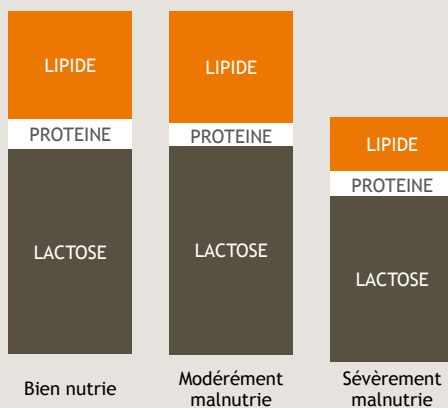 LIPIDE
PROTEINE
LACTOSE
Bien nutrie
LIPIDE
PROTEINE
LACTOSE
Modérément
malnutrie
LIPIDE
PROTEINE
LACTOSE
Sévèrement
malnutrie